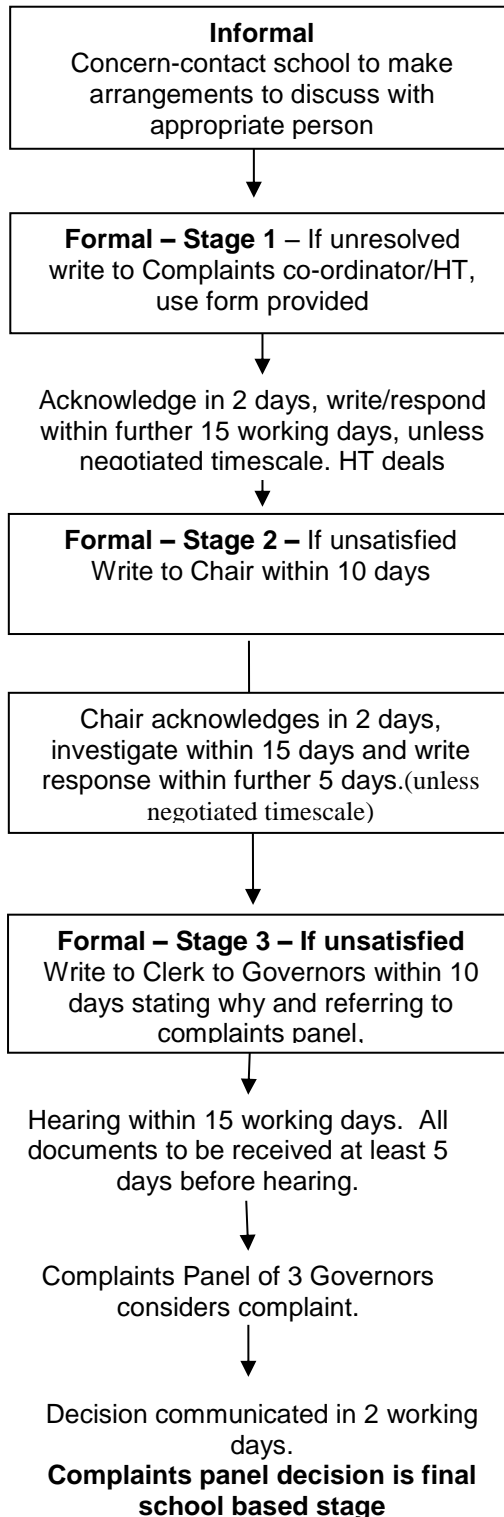 Informal
Concern-contact school to make
arrangements to discuss with
appropriate person
Formal – Stage 1 – If unresolved
write to Complaints co-ordinator/HT,
use form provided
Acknowledge in 2 days, write/respond
within further 15 working days, unless
negotiated timescale. HT deals
Formal – Stage 2 – If unsatisfied
Write to Chair within 10 days
Chair acknowledges in 2 days,
investigate within 15 days and write
response within further 5 days.(unless
negotiated timescale)
Formal – Stage 3 – If unsatisfied
Write to Clerk to Governors within 10
days stating why and referring to
complaints panel,
Hearing within 15 working days.  All
documents to be received at least 5
days before hearing.
Complaints Panel of 3 Governors
considers complaint.
Decision communicated in 2 working
days.
Complaints panel decision is final
school based stage